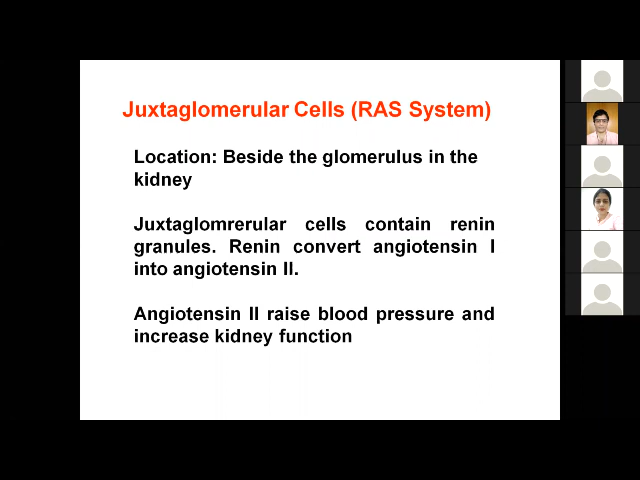 Juxtaglomerular Cells (RAS System)
Location: Beside the glomerulus in the
kidney
Juxtaglomrerular cells contain renin
granules. Renin convert angiotensin I
into angiotensin II.
Angiotensin II raise blood pressure and
increase kidney function